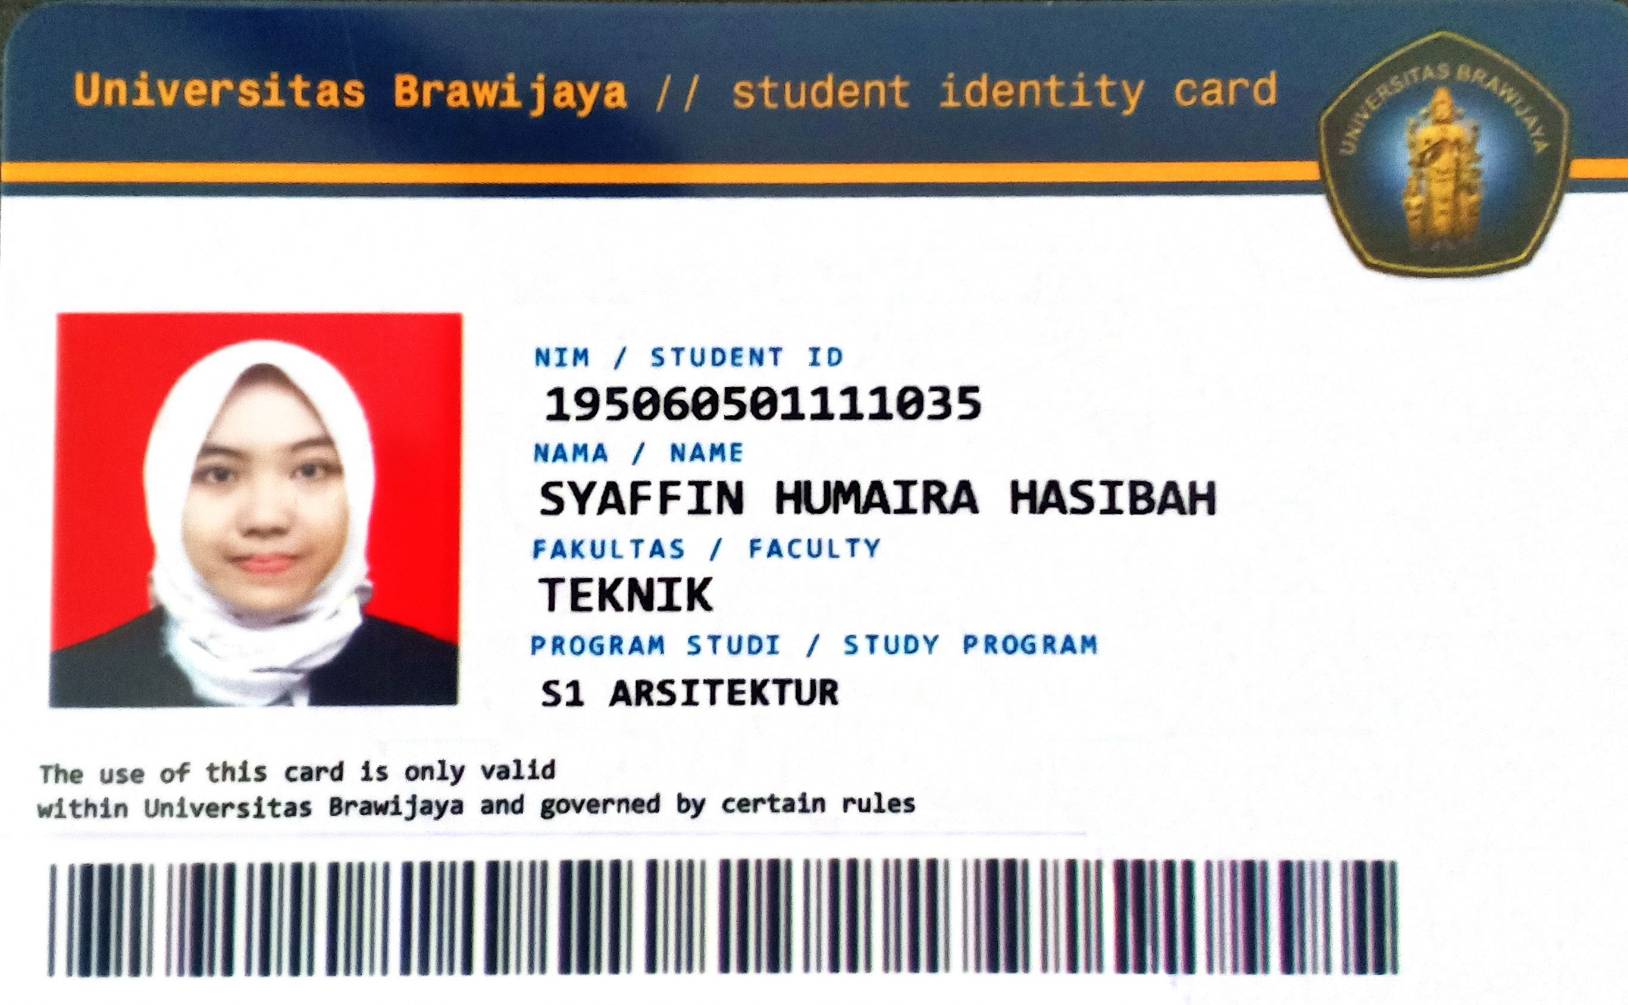 Universitas Brawijaya // student identity card
UNIVERSITAS BRAWIJAYA
NIM / STUDENT ID
195060501111035
NAMA / NAME
SYAFFIN HUMAIRA HASIBAH
FAKULTAS / FACULTY
TEKNIK
PROGRAM STUDI / STUDY PROGRAM
S1 ARSITEKTUR
The use of this card is only valid
within Universitas Brawijaya and governed by certain rules